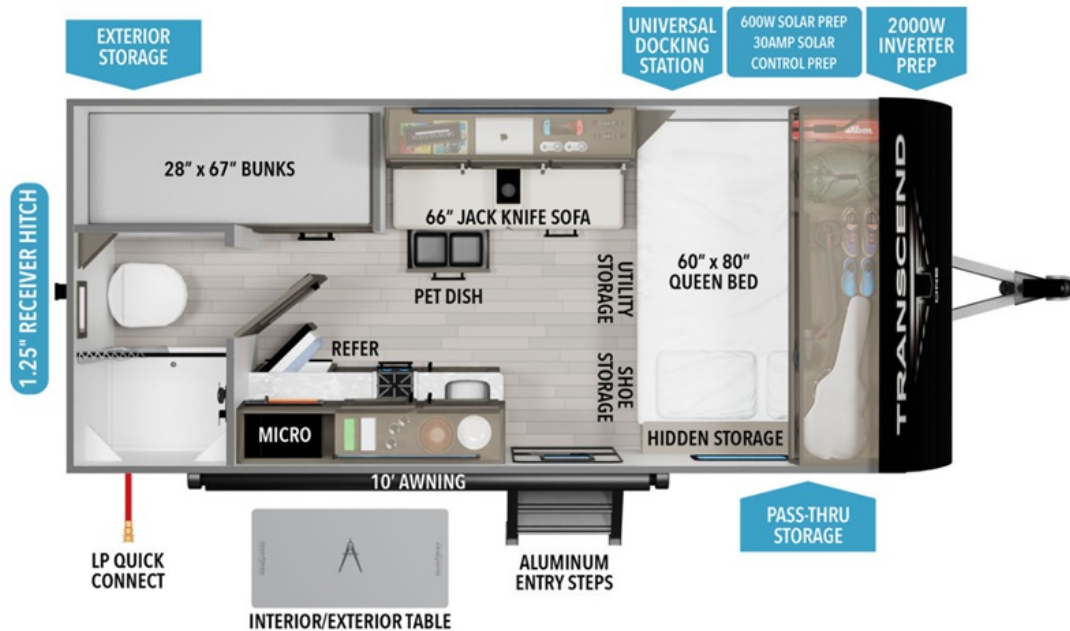 EXTERIOR
STORAGE
UNIVERSAL
DOCKING
STATION
600W SOLAR PREP
30AMP SOLAR
CONTROL PREP
2000W
INVERTER
PREP
28" x 67" BUNKS
66" JACK KNIFE SOFA
60" x 80"
QUEEN BED
Wilson
TRANSCEND
ONE
1.25" RECEIVER HITCH
PET DISH
UTILITY
STORAGE
REFER
SHOE
STORAGE
MICRO
HIDDEN STORAGE
10' AWNING
LP QUICK
CONNECT
ALUMINUM
ENTRY STEPS
PASS-THRU
STORAGE
INTERIOR/EXTERIOR TABLE